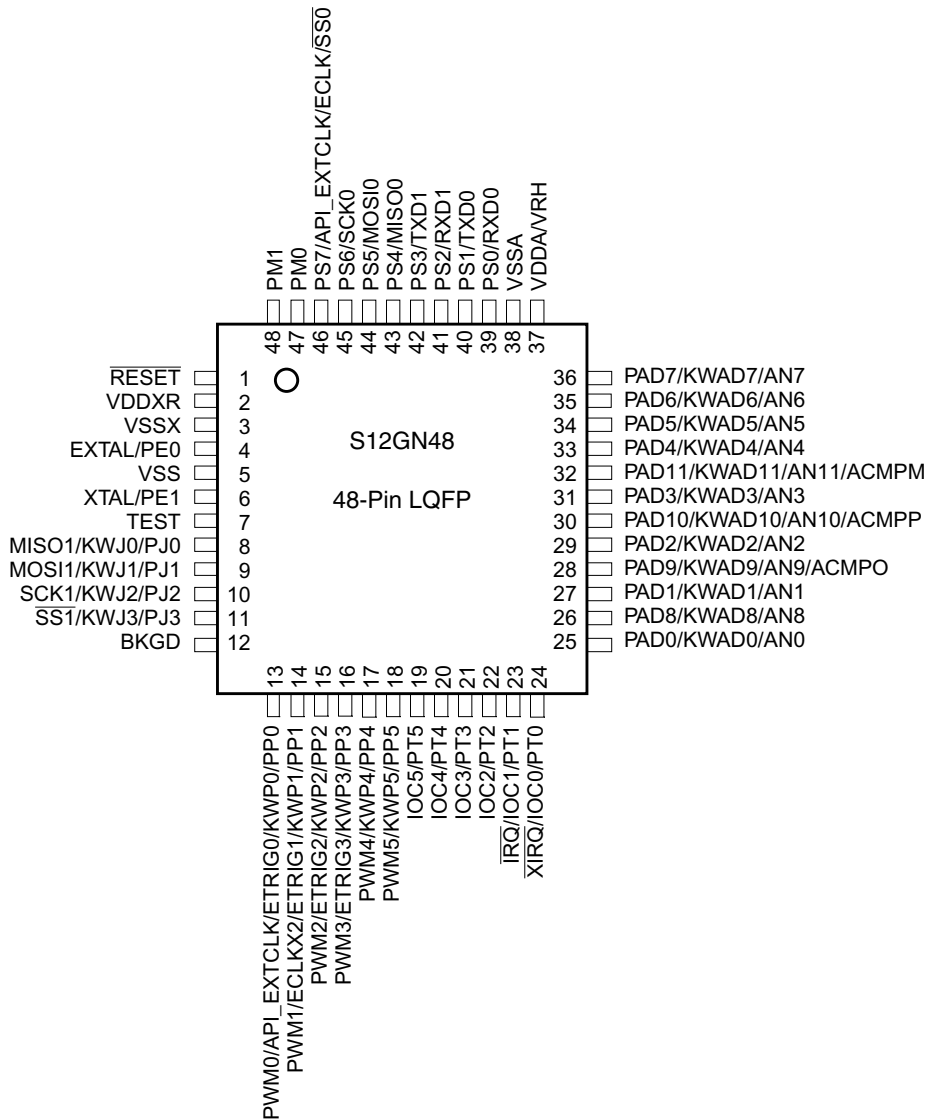 PS7/API_EXTCLK/ECLK/SS0
PM1
PM0
PS6/SCK0
PS5/MOSI0
PS4/MISO0
PS3/TXD1
PS2/RXD1
PS1/TXD0
PS0/RXD0
VSSA
VDDA/VRH
48
47
46
45
44
43
42
41
40
39
38
37
RESET 1
VDDXR 2
VSSX 3
EXTAL/PE0 4
VSS 5
XTAL/PE1 6
TEST 7
MISO1/KWJ0/PJ0 8
MOSI1/KWJ1/PJ1 9
SCK1/KWJ2/PJ2 10
SS1/KWJ3/PJ3 11
BKGD 12
S12GN48
48-Pin LQFP
36 PAD7/KWAD7/AN7
35 PAD6/KWAD6/AN6
34 PAD5/KWAD5/AN5
33 PAD4/KWAD4/AN4
32 PAD11/KWAD11/AN11/ACMPM
31 PAD3/KWAD3/AN3
30 PAD10/KWAD10/AN10/ACMPP
29 PAD2/KWAD2/AN2
28 PAD9/KWAD9/AN9/ACMPO
27 PAD1/KWAD1/AN1
26 PAD8/KWAD8/AN8
25 PAD0/KWAD0/AN0
13
14
15
16
17
18
19
20
21
22
23
24
PWM0/API_EXTCLK/ETRIG0/KWP0/PP0
PWM1/ECLKX2/ETRIG1/KWP1/PP1
PWM2/ETRIG2/KWP2/PP2
PWM3/ETRIG3/KWP3/PP3
PWM4/KWP4/PP4
PWM5/KWP5/PP5
IOC5/PT5
IOC4/PT4
IOC3/PT3
IOC2/PT2
IRQ/IOC1/PT1
XIRQ/IOC0/PT0